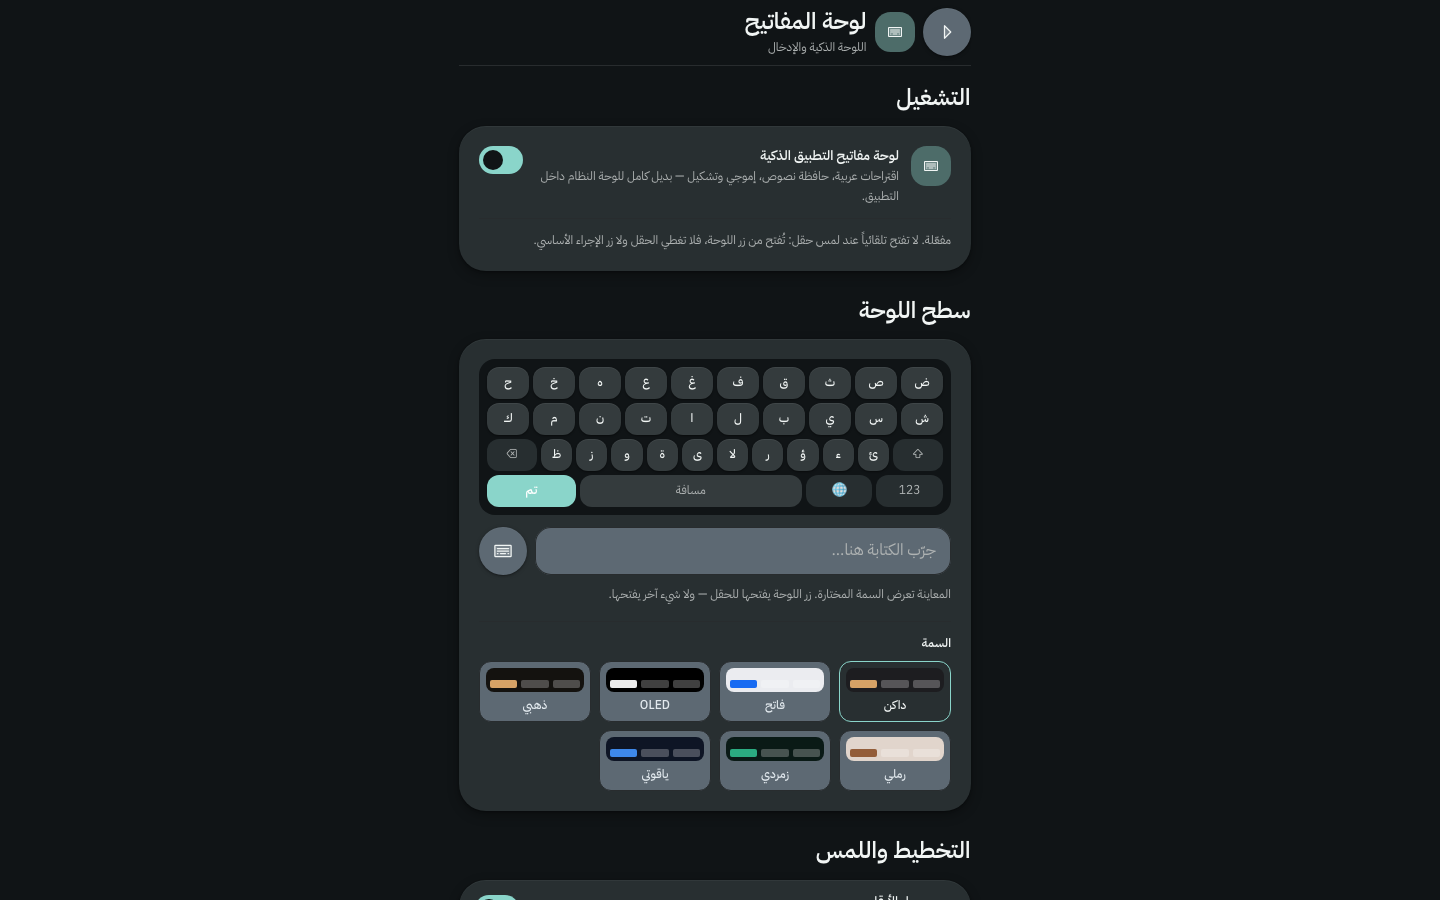 لوحة المفاتيح
اللوحة الذكية والإدخال
التشغيل
لوحة مفاتيح التطبيق الذكية
اقتراحات عربية، حافظة نصوص، إموجي وتشكيل — بديل كامل للوحة النظام داخل
التطبيق.
مفعّلة. لا تفتح تلقائياً عند لمس حقل: تُفتح من زر اللوحة، فلا تغطي الحقل ولا زر الإجراء الأساسي.
سطح اللوحة
ض ص ث ق ف غ ع ه خ ح
ش س ي ب ل ا ت ن م ك
ئ ء ؤ ر لا ى ة و ز ظ
123 مسافة تم
جرّب الكتابة هنا...
المعاينة تعرض السمة المختارة. زر اللوحة يفتحها للحقل — ولا شيء آخر يفتحها.
السمة
داكن فاتح OLED ذهبي
رملي زمردي ياقوتي
التخطيط واللمس